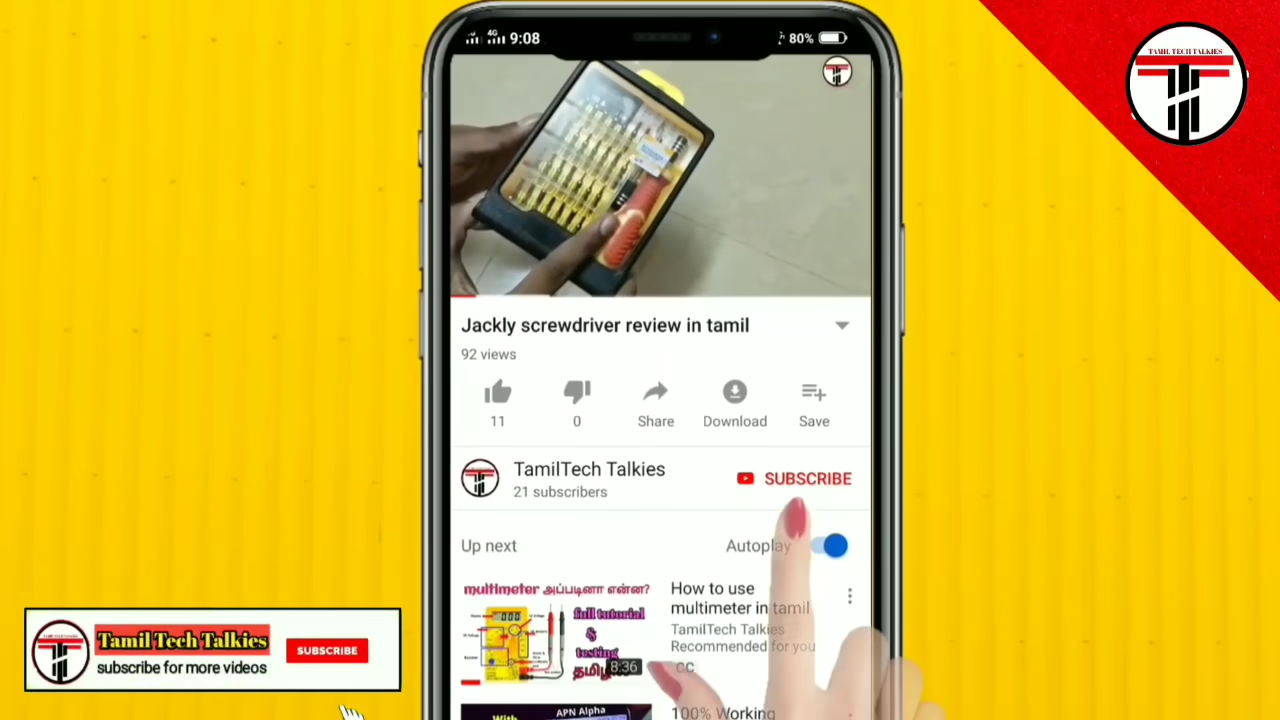 4G 9:08
80%
TAMIL TECH TALKIES
Jackly screwdriver review in tamil
92 views
11
0
Share
Download
Save
TamilTech Talkies
21 subscribers
SUBSCRIBE
Up next
Autoplay
multimeter அப்படினா என்ன?
full tutorial
&
testing
தமிழ்
8:36
How to use
multimeter in tamil
TamilTech Talkies
Recommended for you
CC
With
APN Alpha
100% Working
Tamil Tech Talkies
subscribe for more videos
SUBSCRIBE